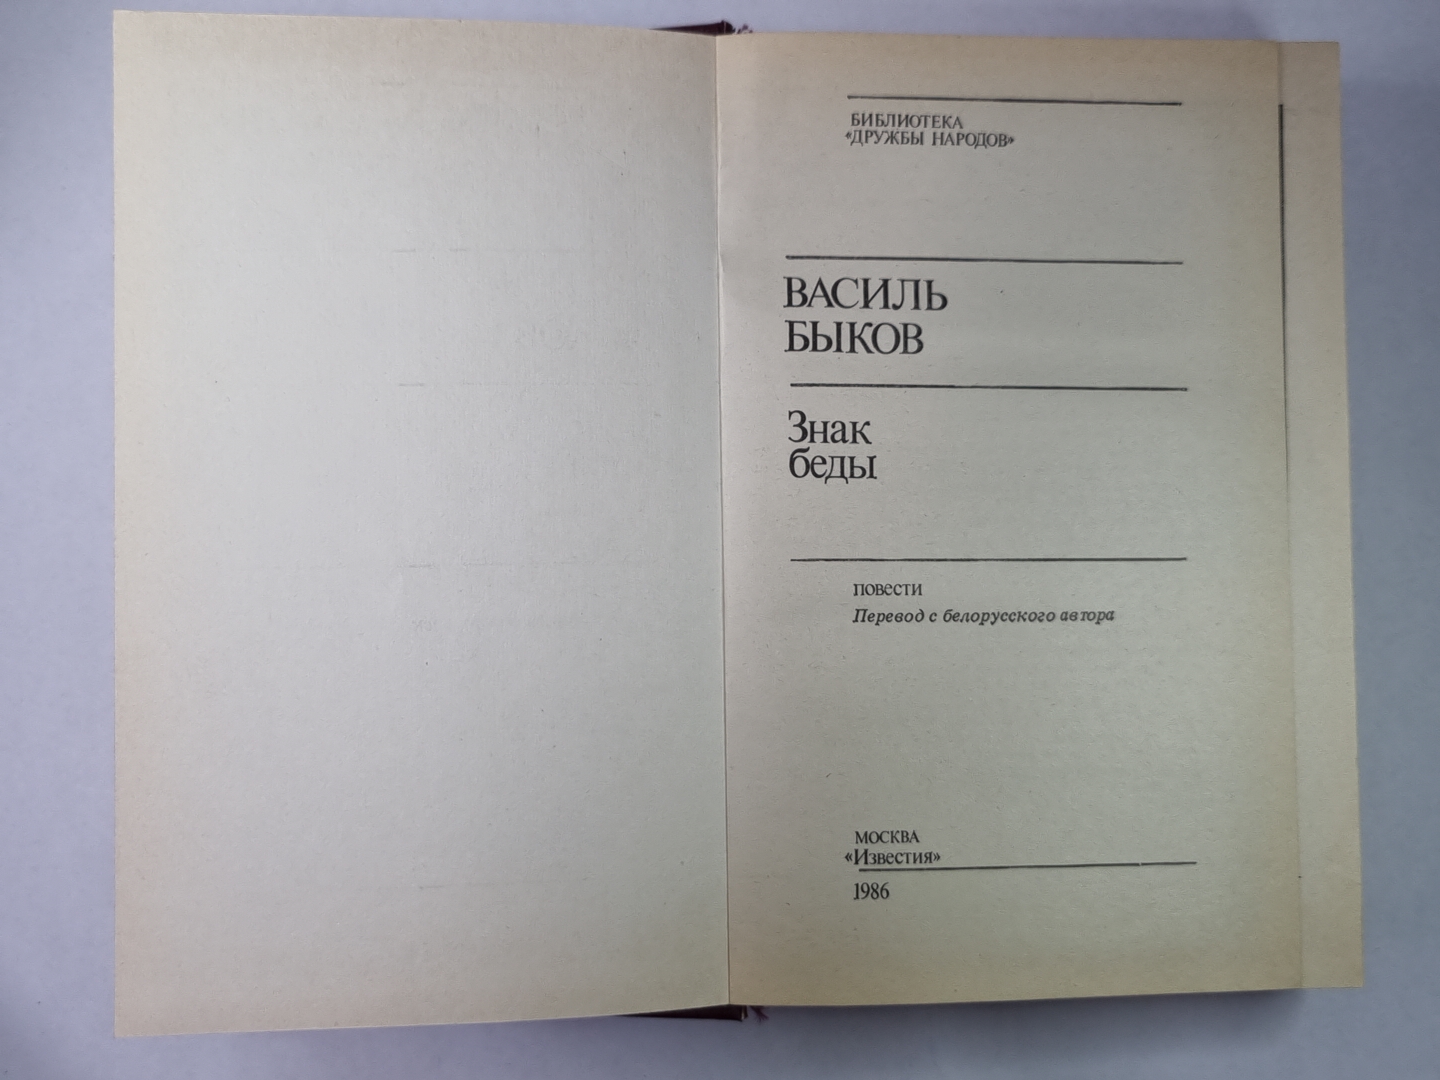 БИБЛИОТЕКА
«ДРУЖБЫ НАРОДОВ»
ВАСИЛЬ
БЫКОВ
Знак
беды
повести
Перевод с белорусского автора
МОСКВА
«Известия»
1986